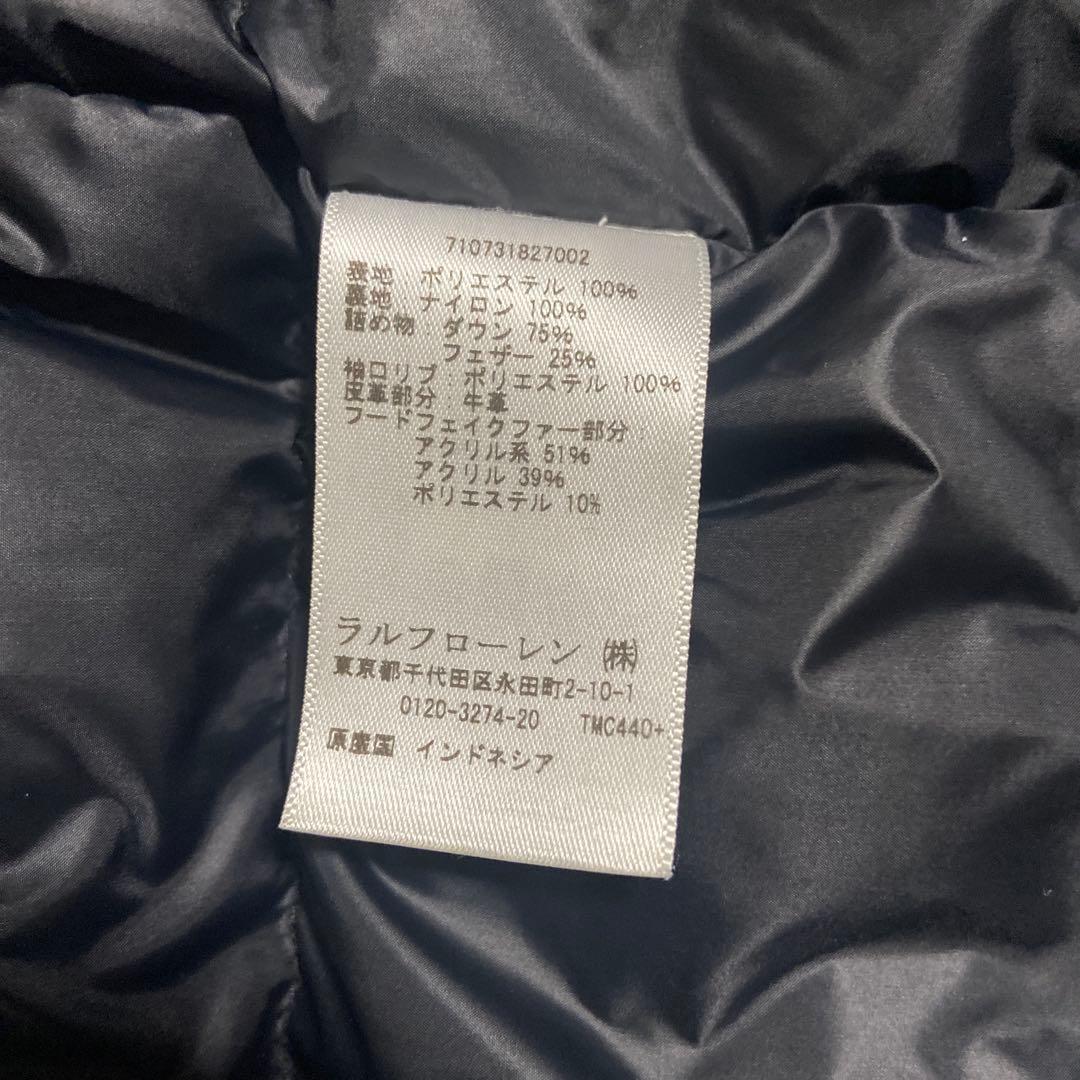 710731827002
表地：ポリエステル 100%
裏地：ナイロン 100%
詰め物：ダウン 75%
フェザー 25%
袖口リブ：ポリエステル 100%
皮革部分：牛革
フードフェイクファー部分：
アクリル系 51%
アクリル 39%
ポリエステル 10%
ラルフローレン ㈱
東京都千代田区永田町2-10-1
0120-3274-20 TMC440+
原産国 インドネシア